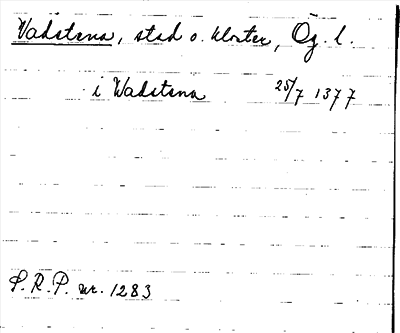 Vadstena, stad o. kloster, Ög. l.
i Wadstena 25/7 1377
P.R.P. nr. 1283